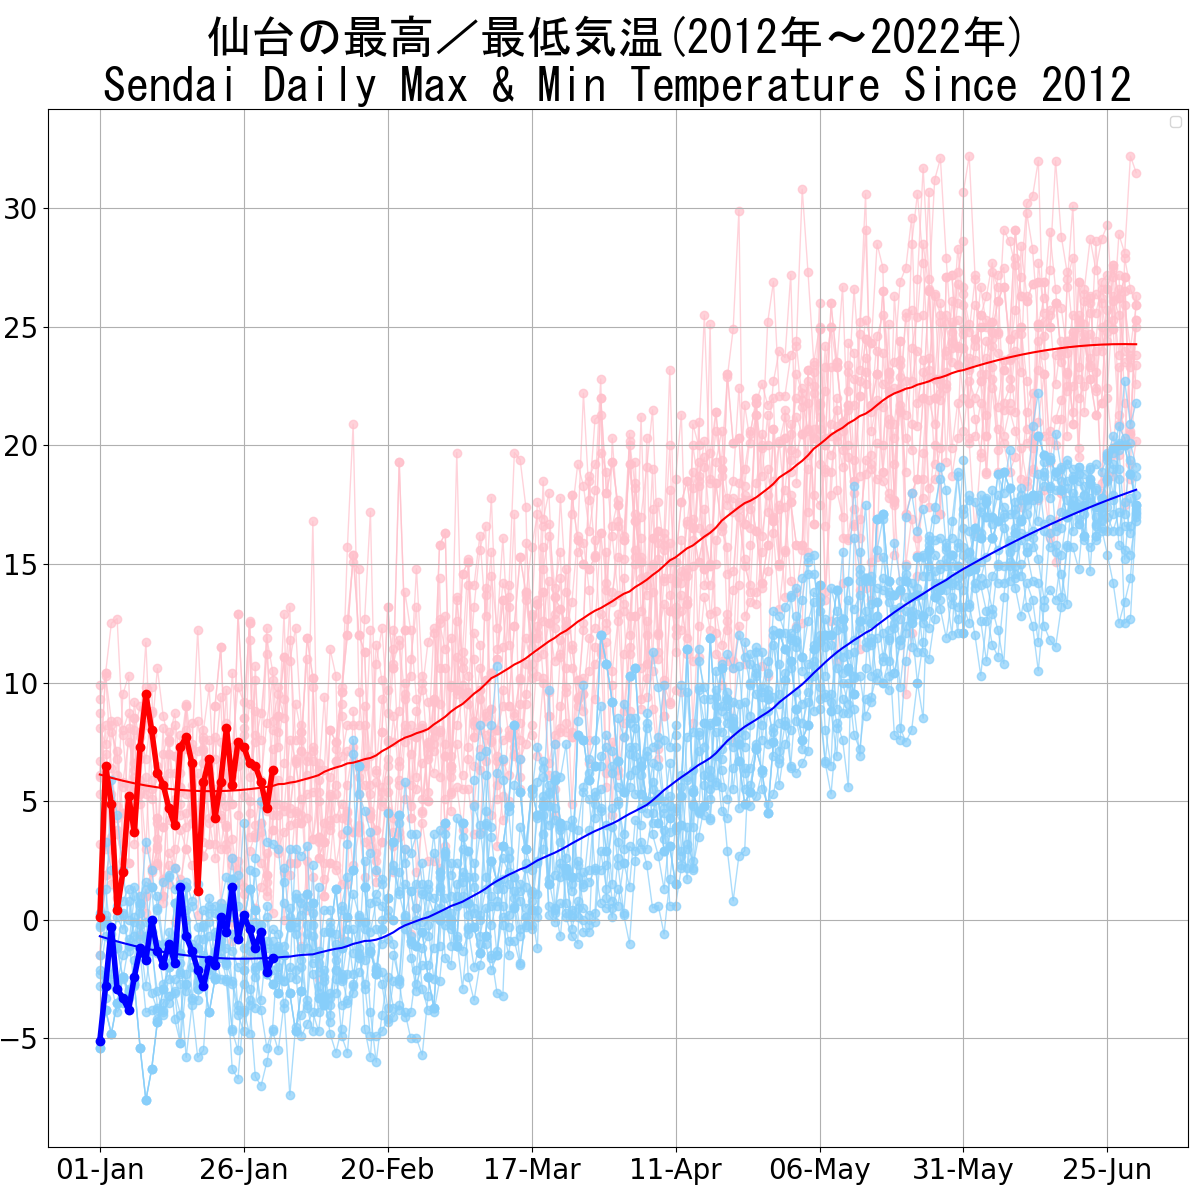 仙台の最高／最低気温(2012年～2022年)
Sendai Daily Max & Min Temperature Since 2012
30
25
20
15
10
5
0
−5
01-Jan 26-Jan 20-Feb 17-Mar 11-Apr 06-May 31-May 25-Jun